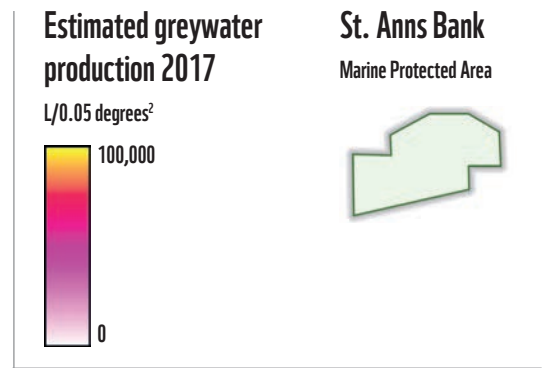 Estimated greywater
production 2017
L/0.05 degrees²
100,000
0
St. Anns Bank
Marine Protected Area